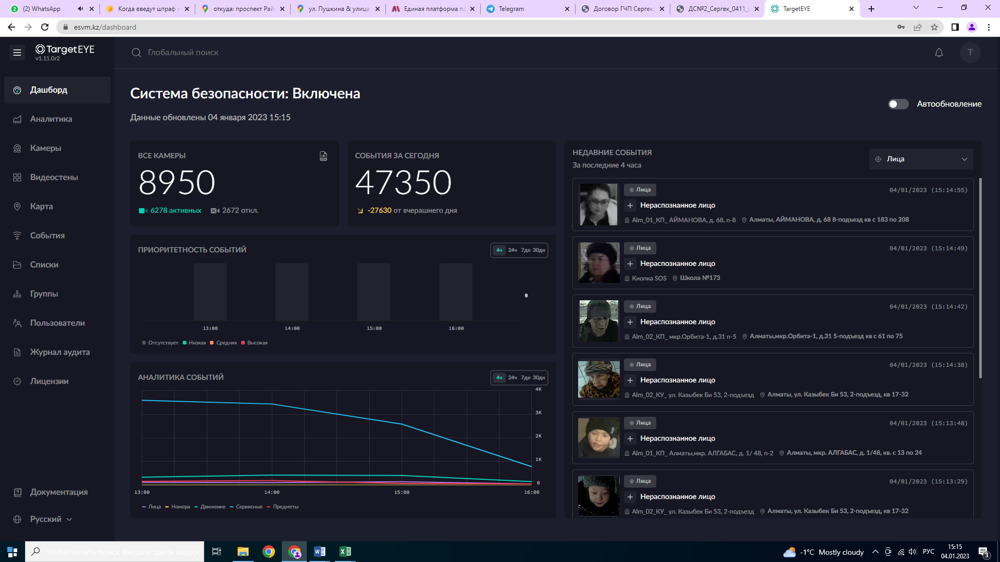 (2) WhatsApp
Когда введут штраф з
откуда: проспект Рай
ул. Пушкина & улица
Единая платформа п
Telegram
Договор ГЧП Сергек.
ДС№2_Сергек_0411_
TargetEYE
esvm.kz/dashboard
TargetEYE
v1.11.0r2
Глобальный поиск
T
Дашборд
Аналитика
Камеры
Видеостены
Карта
События
Списки
Группы
Пользователи
Журнал аудита
Лицензии
Документация
Русский
Система безопасности: Включена
Данные обновлены 04 января 2023 15:15
Автообновление
ВСЕ КАМЕРЫ
CSV
8950
6278 активных 2672 откл.
СОБЫТИЯ ЗА СЕГОДНЯ
47350
-27630 от вчерашнего дня
ПРИОРИТЕТНОСТЬ СОБЫТИЙ
4ч 24ч 7дн 30дн
0
13:00 14:00 15:00 16:00
Отсутствует Низкая Средняя Высокая
АНАЛИТИКА СОБЫТИЙ
4ч 24ч 7дн 30дн
4K
3K
2K
1K
0
13:00 14:00 15:00 16:00
Лица Номера Движение Сервисные Предметы
НЕДАВНИЕ СОБЫТИЯ
За последние 4 часа
Лица
Лица 04/01/2023 (15:14:55)
+ Нераспознанное лицо
Alm_01_КП_ АЙМАНОВА, д. 68, п-8 Алматы, АЙМАНОВА, д. 68 8-подъезд кв с 183 по 208
Лица 04/01/2023 (15:14:49)
+ Нераспознанное лицо
Кнопка SOS Школа №173
Лица 04/01/2023 (15:14:42)
+ Нераспознанное лицо
Alm_02_КП_ мкр.Орбита-1, д.31 п-5 Алматы,мкр.Орбита-1, д.31 5-подъезд кв с 61 по 75
Лица 04/01/2023 (15:14:38)
+ Нераспознанное лицо
Alm_02_КУ_ ул. Казыбек Би 53, 2-подъезд Алматы, ул. Казыбек Би 53, 2-подъезд, кв 17-32
Лица 04/01/2023 (15:13:48)
+ Нераспознанное лицо
Alm_01_КП_ Алматы,мкр. АЛГАБАС, д. 1/ 48, п-2 Алматы, мкр. АЛГАБАС, д. 1/48, кв. с 13 по 24
Лица 04/01/2023 (15:13:29)
+ Нераспознанное лицо
Alm_02_КУ_ ул. Казыбек Би 53, 2-подъезд Алматы, ул. Казыбек Би 53, 2-подъезд, кв 17-32
Чтобы начать поиск, введите здесь запрос
-1°C Mostly cloudy
РУС
15:15
04.01.2023
3